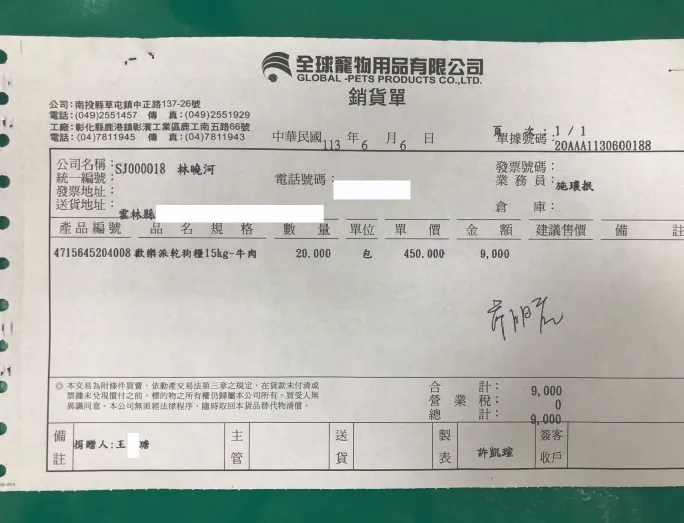 全球寵物用品有限公司
GLOBAL-PETS PRODUCTS CO.,LTD.
銷貨單
公司：南投縣草屯鎮中正路137-26號
電話：(049)2551457 傳 真：(049)2551929
工廠：彰化縣鹿港鎮彰濱工業區鹿工南五路66號
電話：(04)7811945 傳 真：(04)7811943
中華民國 113 年 6 月 6 日
頁 次：1 / 1
單據號碼：20AAA1130600188
公司名稱：SJ000018 林曉河
統一編號：
電話號碼：
發票號碼：
發票地址：
業 務 員：施瓌抿
送貨地址：雲林縣
倉 庫：
產品編號 品 名 規 格 數 量 單位 單 價 金 額 建議售價 備 註
4715645204008 歡樂派乾狗糧15kg-牛肉 20.000 包 450.000 9,000
◎ 本交易為附條件買賣，依動產交易法第三章之規定，在貨款未付清或
票據未兌現償付之前，標的物之所有權仍歸屬本公司所有。買受人無
異議同意，本公司無須經法律程序，隨時取回本貨品替代物清償。
合 計：9,000
營 業 稅：0
總 計：9,000
備註 捐贈人:王 瑭 主管 送貨 製表 許凱瑄 簽客收戶